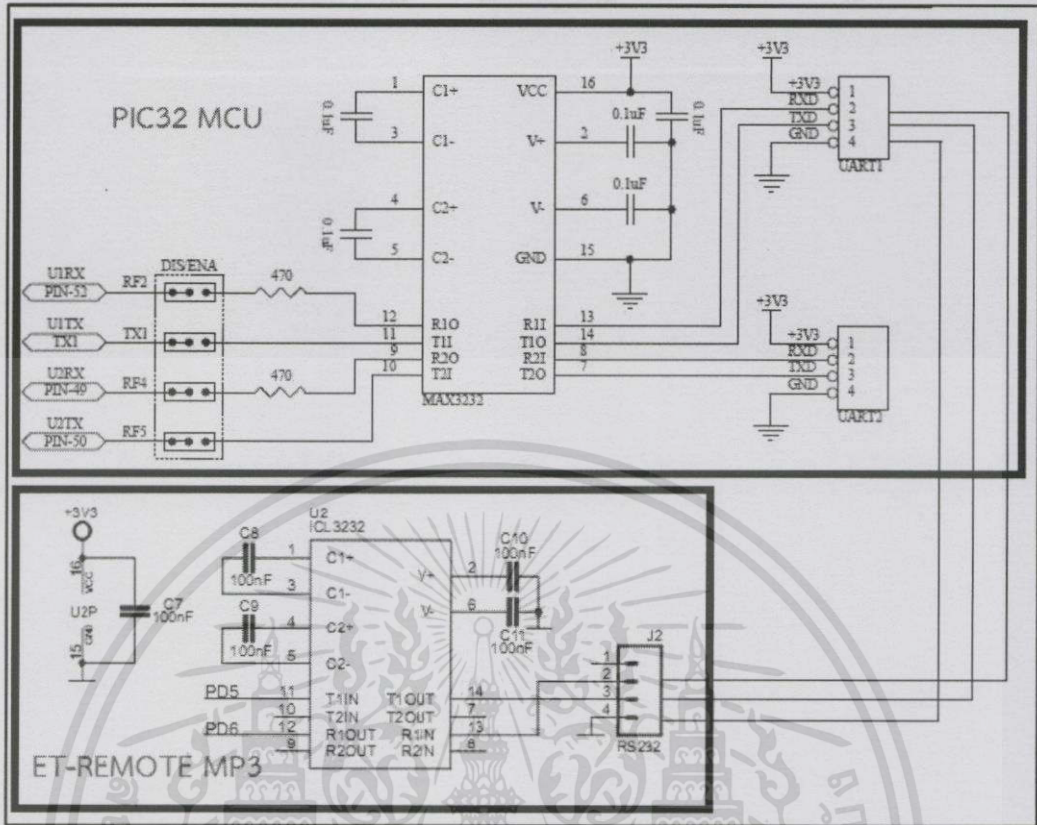 PIC32 MCU
+3V3
+3V3
1
C1+
VCC
16
0.1uF
0.1uF
0.1uF
3
C1-
V+
2
4
C2+
0.1uF
V-
6
0.1uF
5
C2-
GND
15
+3V3
RXD
TXD
GND
1
2
3
4
UART1
DIS/ENA
U1RX
PIN-52
RF2
470
12
R1O
R1I
13
U1TX
TX1
TX1
11
T1I
T1O
14
U2RX
PIN-49
RF4
470
9
R2O
R2I
8
U2TX
PIN-50
RF5
10
T2I
T2O
7
MAX3232
+3V3
+3V3
RXD
TXD
GND
1
2
3
4
UART2
+3V3
16
VCC
U2P
GND
15
C7
100nF
U2
ICL3232
C8
100nF
1
C1+
3
C1-
C9
100nF
4
C2+
5
C2-
V+
2
C10
100nF
V-
6
C11
100nF
J2
1
2
3
4
RS232
PD5
11
T1IN
T1OUT
14
10
T2IN
T2OUT
7
PD6
12
R1OUT
R1IN
13
9
R2OUT
R2IN
8
ET-REMOTE MP3